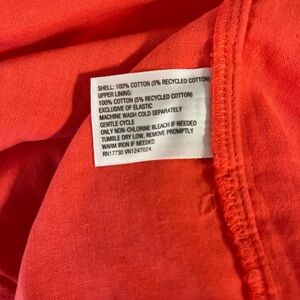 SHELL: 100% COTTON (5% RECYCLED COTTON)
UPPER LINING:
100% COTTON (5% RECYCLED COTTON)
EXCLUSIVE OF ELASTIC
MACHINE WASH COLD SEPARATELY
GENTLE CYCLE
ONLY NON-CHLORINE BLEACH IF NEEDED
TUMBLE DRY LOW, REMOVE PROMPTLY
WARM IRON IF NEEDED
RN17730 VN1247024